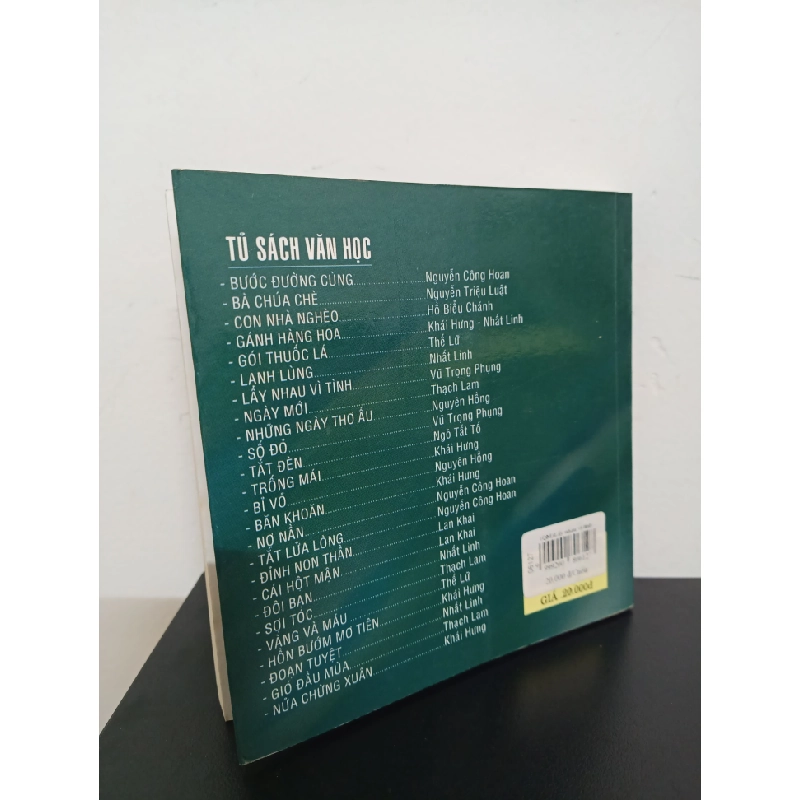 TỦ SÁCH VĂN HỌC
- BƯỚC ĐƯỜNG CÙNG.......... Nguyễn Công Hoan
- BÀ CHÚA CHÈ.......... Nguyễn Triệu Luật
- CON NHÀ NGHÈO.......... Hồ Biểu Chánh
- GÁNH HÀNG HOA.......... Khái Hưng - Nhất Linh
- GÓI THUỐC LÁ.......... Thế Lữ
- LẠNH LÙNG.......... Nhất Linh
- LẤY NHAU VÌ TÌNH.......... Vũ Trọng Phụng
- NGÀY MỚI.......... Thạch Lam
- NHỮNG NGÀY THƠ ẤU.......... Nguyên Hồng
- SỐ ĐỎ.......... Vũ Trọng Phụng
- TẮT ĐÈN.......... Ngô Tất Tố
- TRỐNG MÁI.......... Khái Hưng
- BỈ VỎ.......... Nguyên Hồng
- BĂN KHOĂN.......... Khái Hưng
- NỢ NẦN.......... Nguyễn Công Hoan
- TẮT LỬA LÒNG.......... Nguyễn Công Hoan
- ĐỈNH NON THẦN.......... Lan Khai
- CÁI HỘT MẬN.......... Lan Khai
- ĐÔI BẠN.......... Nhất Linh
- SỢI TÓC.......... Thạch Lam
- VÀNG VÀ MÁU.......... Thế Lữ
- HỒN BƯỚM MƠ TIÊN.......... Khái Hưng
- ĐOẠN TUYỆT.......... Nhất Linh
- GIÓ ĐẦU MÙA.......... Thạch Lam
- NỬA CHỪNG XUÂN.......... Khái Hưng
GIÁ 20.000đ